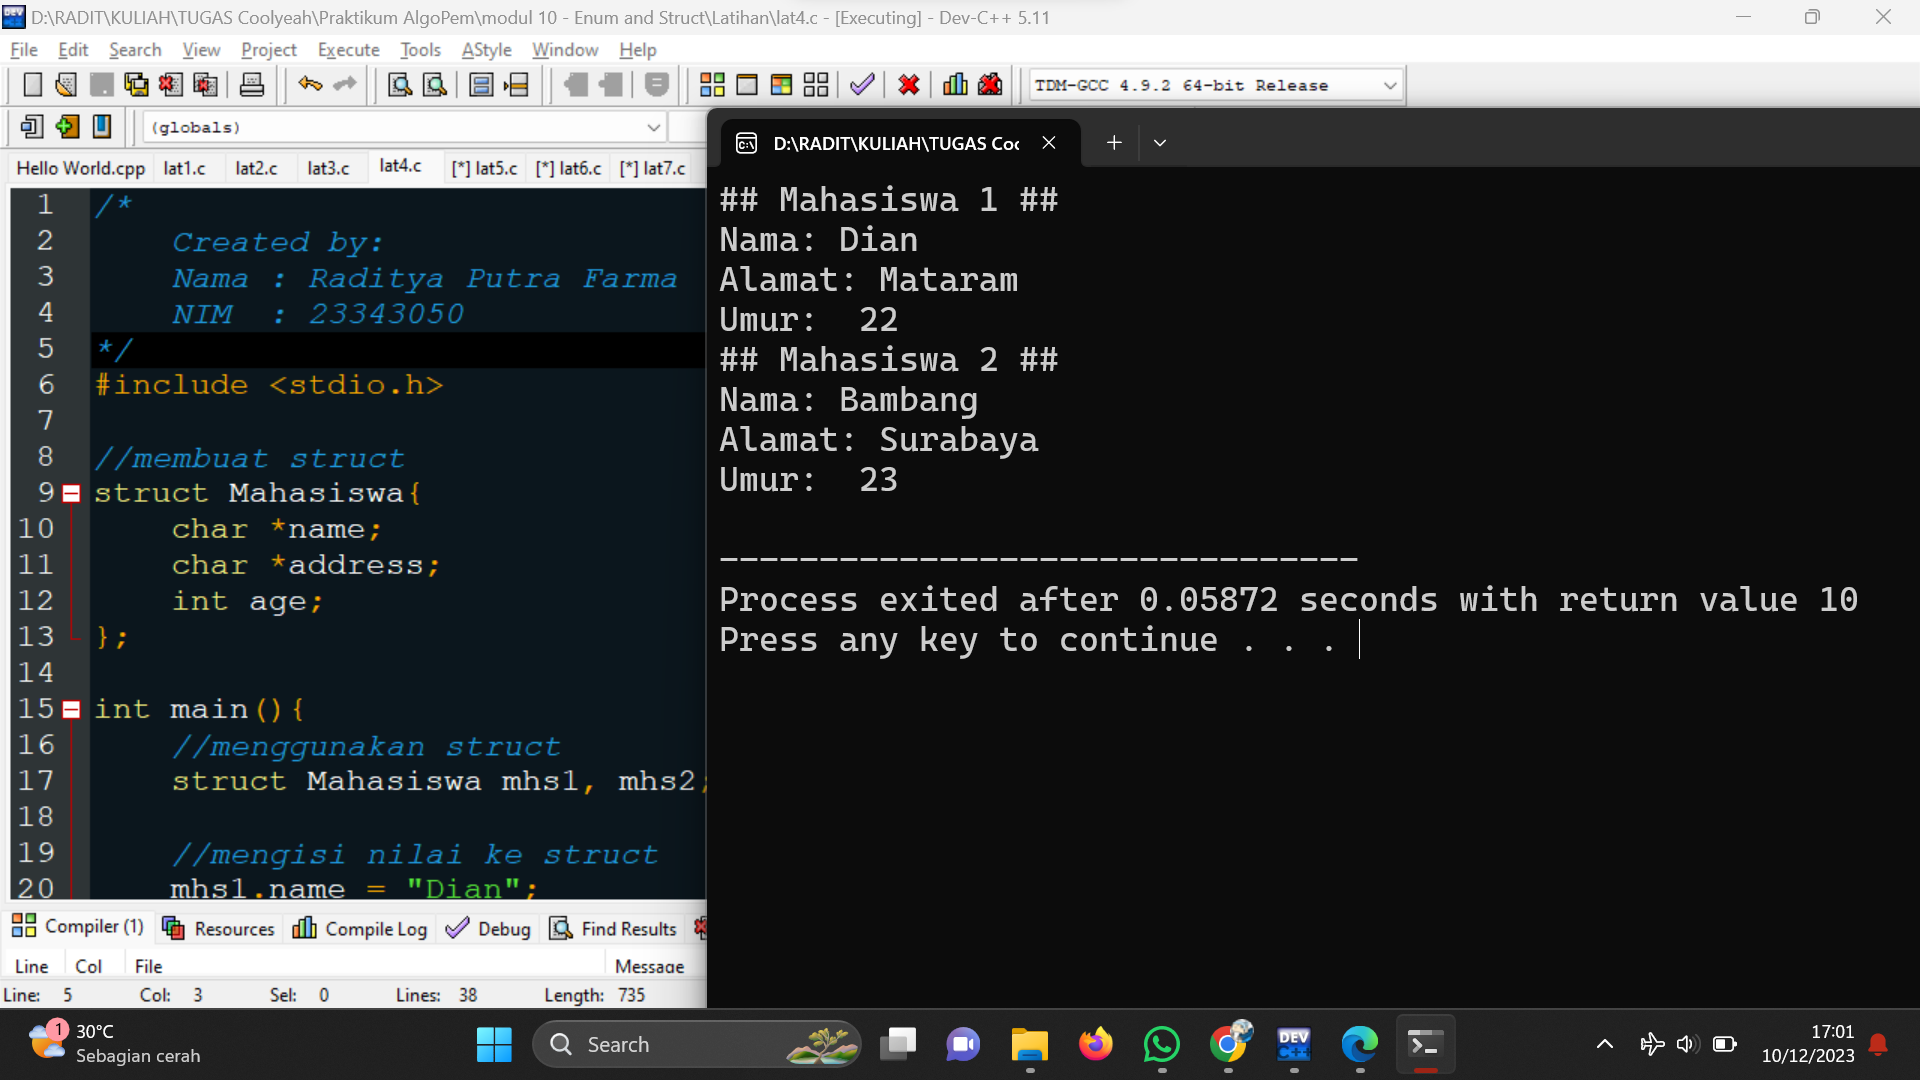 D:\RADIT\KULIAH\TUGAS Coolyeah\Praktikum AlgoPem\modul 10 - Enum and Struct\Latihan\lat4.c - [Executing] - Dev-C++ 5.11
File Edit Search View Project Execute Tools AStyle Window Help
TDM-GCC 4.9.2 64-bit Release
(globals)
Hello World.cpp lat1.c lat2.c lat3.c lat4.c [*] lat5.c [*] lat6.c [*] lat7.c
1 /*
2 Created by:
3 Nama : Raditya Putra Farma
4 NIM : 23343050
5 */
6 #include <stdio.h>
7
8 //membuat struct
9 struct Mahasiswa{
10 char *name;
11 char *address;
12 int age;
13 };
14
15 int main(){
16 //menggunakan struct
17 struct Mahasiswa mhs1, mhs2;
18
19 //mengisi nilai ke struct
20 mhs1.name = "Dian";
D:\RADIT\KULIAH\TUGAS Coo
## Mahasiswa 1 ##
Nama: Dian
Alamat: Mataram
Umur:  22
## Mahasiswa 2 ##
Nama: Bambang
Alamat: Surabaya
Umur:  23
--------------------------------
Process exited after 0.05872 seconds with return value 10
Press any key to continue . . .
Compiler (1) Resources Compile Log Debug Find Results
Line Col File Message
Line: 5 Col: 3 Sel: 0 Lines: 38 Length: 735
1
30°C
Sebagian cerah
Search
DEV C++
17:01
10/12/2023